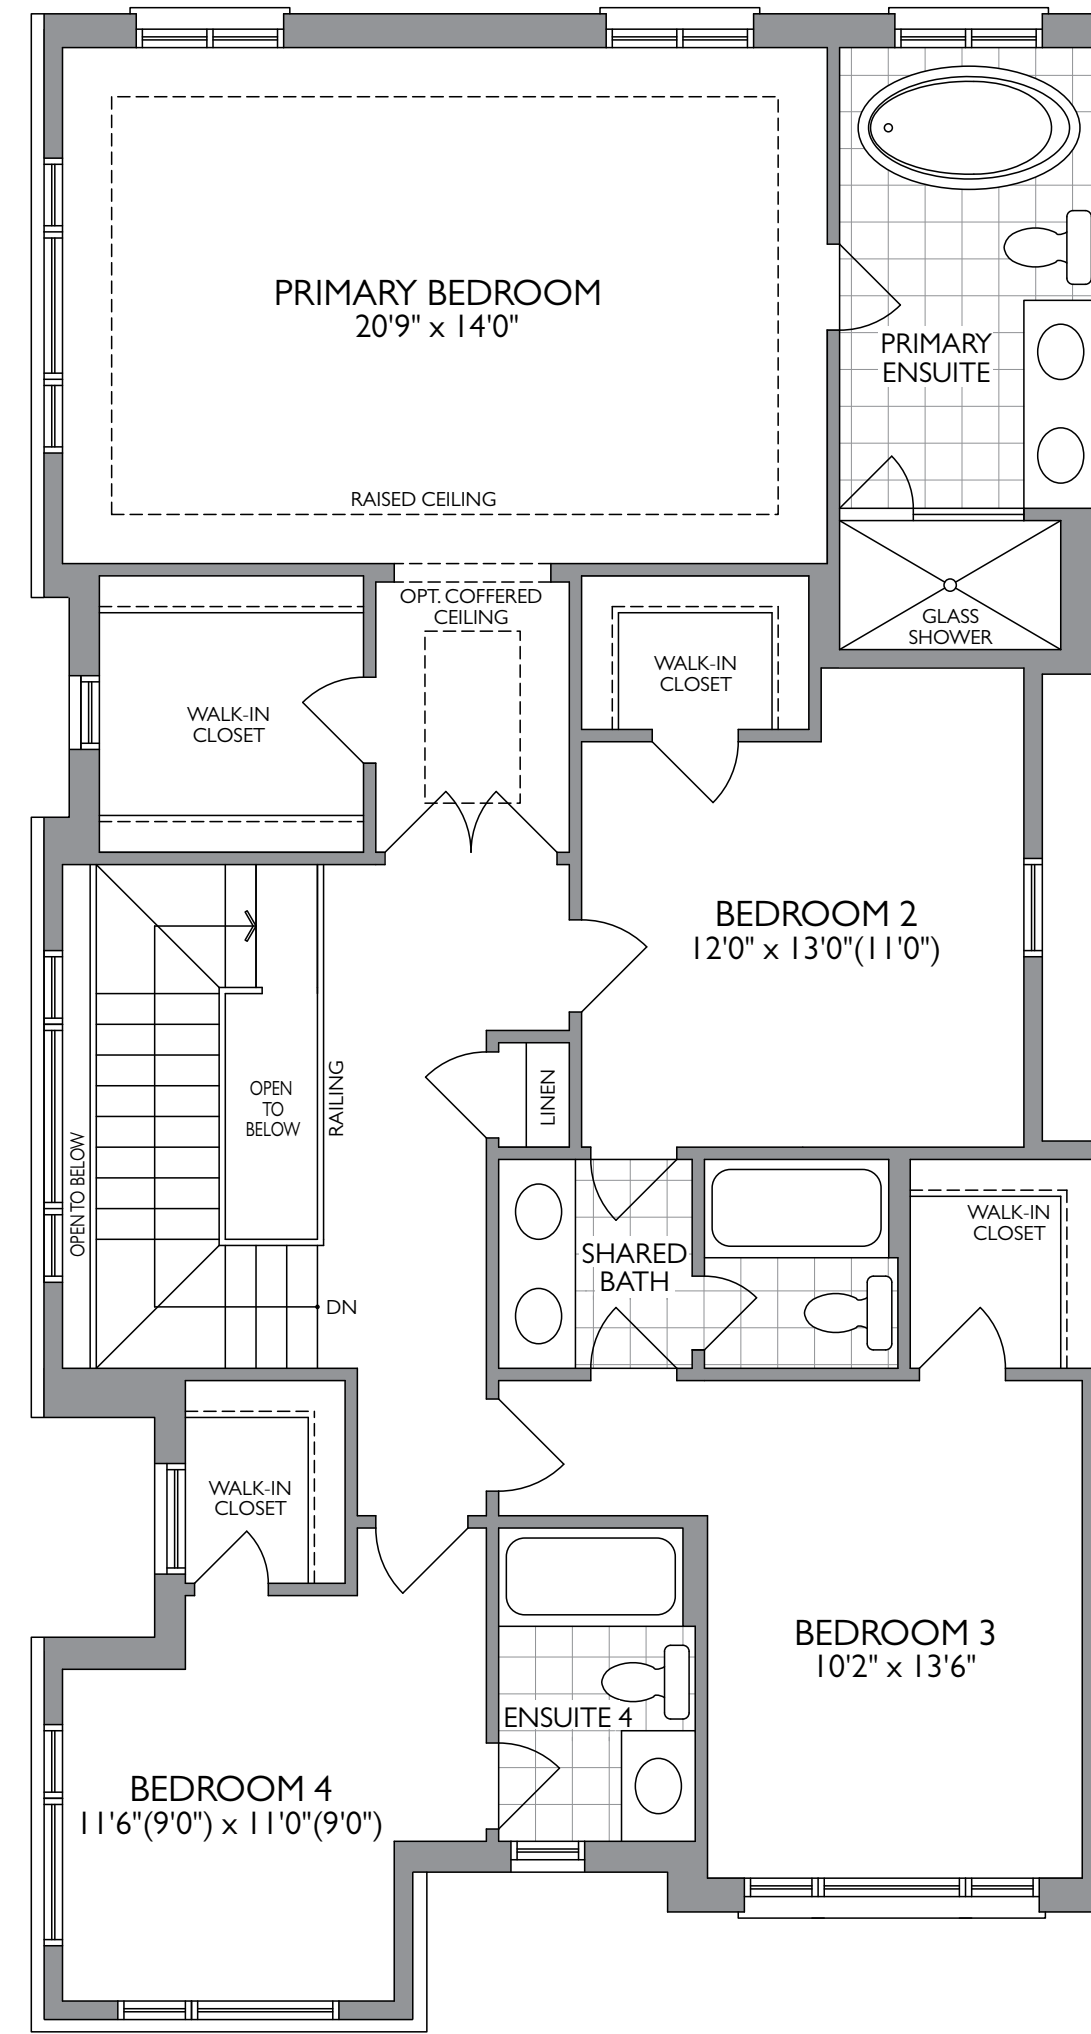 PRIMARY BEDROOM
20'9" x 14'0"
RAISED CEILING
PRIMARY
ENSUITE
GLASS
SHOWER
OPT. COFFERED
CEILING
WALK-IN
CLOSET
WALK-IN
CLOSET
BEDROOM 2
12'0" x 13'0"(11'0")
LINEN
RAILING
OPEN
TO
BELOW
OPEN TO BELOW
DN
SHARED
BATH
WALK-IN
CLOSET
WALK-IN
CLOSET
BEDROOM 3
10'2" x 13'6"
ENSUITE 4
BEDROOM 4
11'6"(9'0") x 11'0"(9'0")